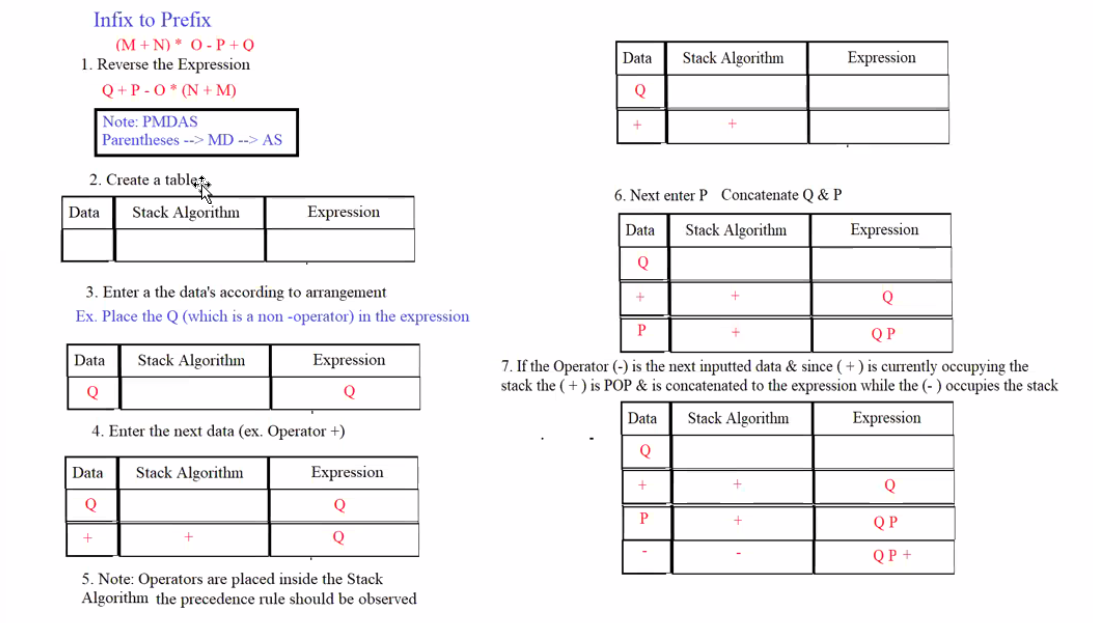 Infix to Prefix
(M + N) * O - P + Q
1. Reverse the Expression
Q + P - O * (N + M)
Note: PMDAS
Parentheses --> MD --> AS
2. Create a table
Data Stack Algorithm Expression
3. Enter a the data's according to arrangement
Ex. Place the Q (which is a non -operator) in the expression
Data Stack Algorithm Expression
Q Q
4. Enter the next data (ex. Operator +)
Data Stack Algorithm Expression
Q Q
+ + Q
5. Note: Operators are placed inside the Stack
Algorithm the precedence rule should be observed
Data Stack Algorithm Expression
Q
+ +
6. Next enter P Concatenate Q & P
Data Stack Algorithm Expression
Q
+ + Q
P + Q P
7. If the Operator (-) is the next inputted data & since ( + ) is currently occupying the
stack the ( + ) is POP & is concatenated to the expression while the (- ) occupies the stack
Data Stack Algorithm Expression
Q
+ + Q
P + Q P
- - Q P +